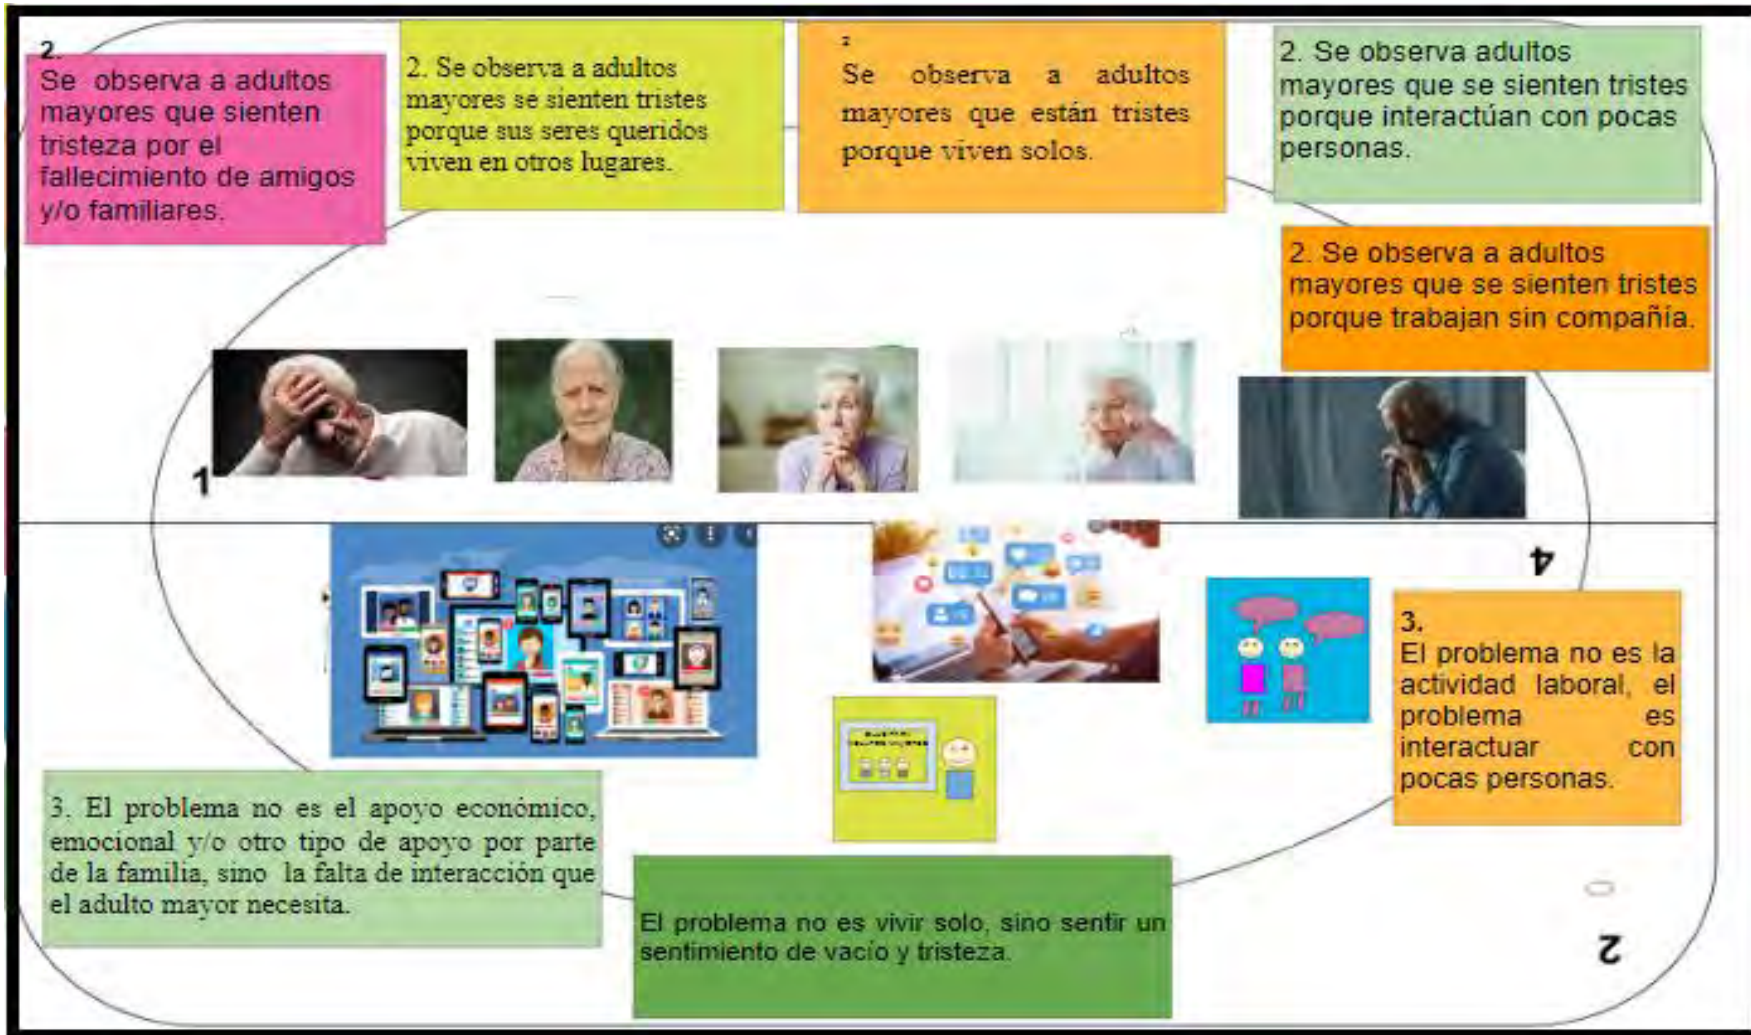 2.
Se observa a adultos
mayores que sienten
tristeza por el
fallecimiento de amigos
y/o familiares.
2. Se observa a adultos
mayores se sienten tristes
porque sus seres queridos
viven en otros lugares.
Se observa a adultos
mayores que están tristes
porque viven solos.
2. Se observa adultos
mayores que se sienten tristes
porque interactúan con pocas
personas.
2. Se observa a adultos
mayores que se sienten tristes
porque trabajan sin compañía.
1
4
3.
El problema no es la
actividad laboral, el
problema es
interactuar con
pocas personas.
3. El problema no es el apoyo económico,
emocional y/o otro tipo de apoyo por parte
de la familia, sino la falta de interacción que
el adulto mayor necesita.
El problema no es vivir solo, sino sentir un
sentimiento de vacío y tristeza.
2